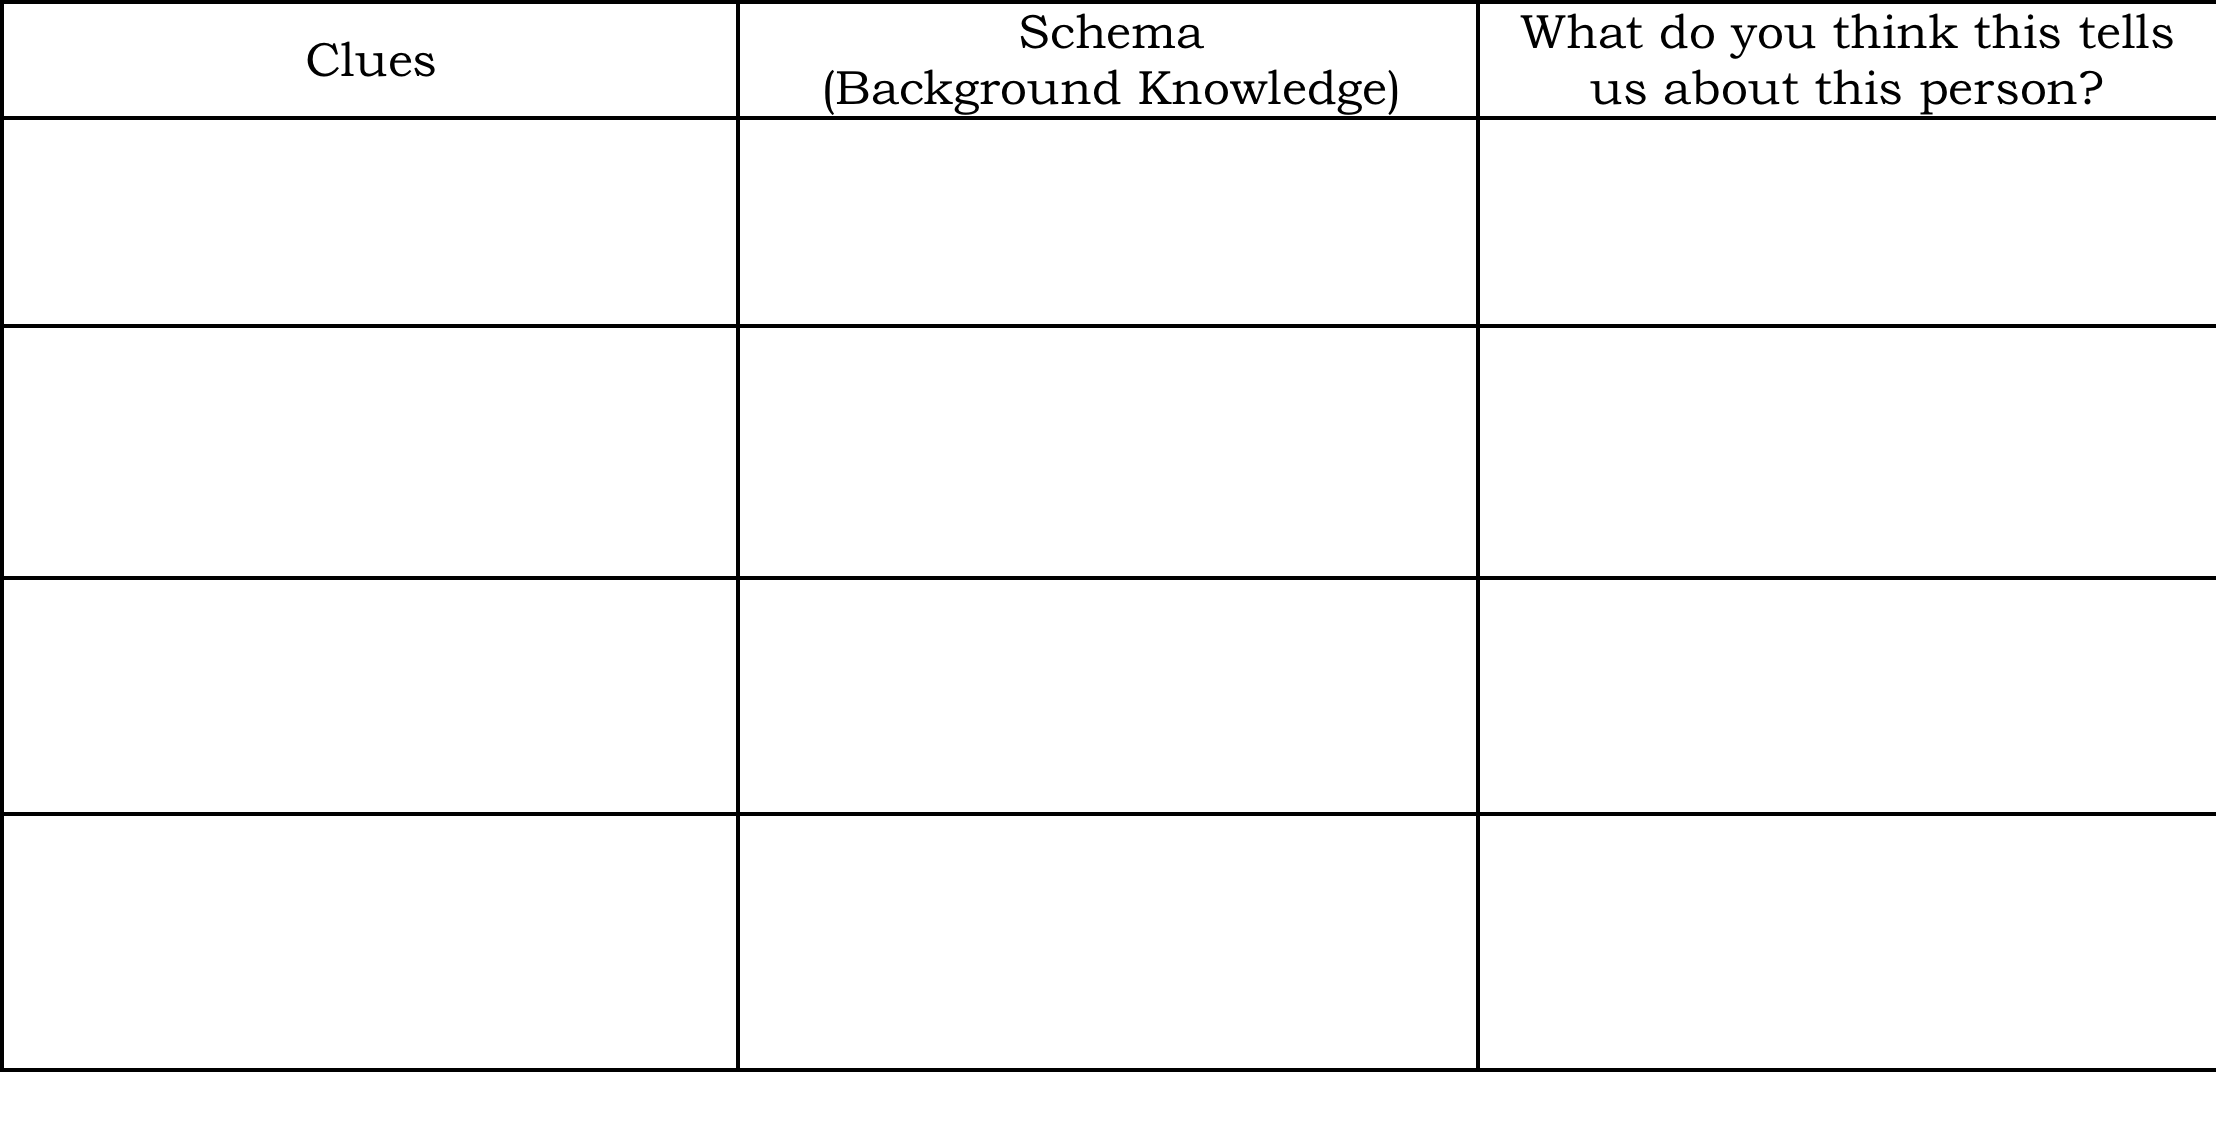 Clues
Schema
(Background Knowledge)
What do you think this tells
us about this person?